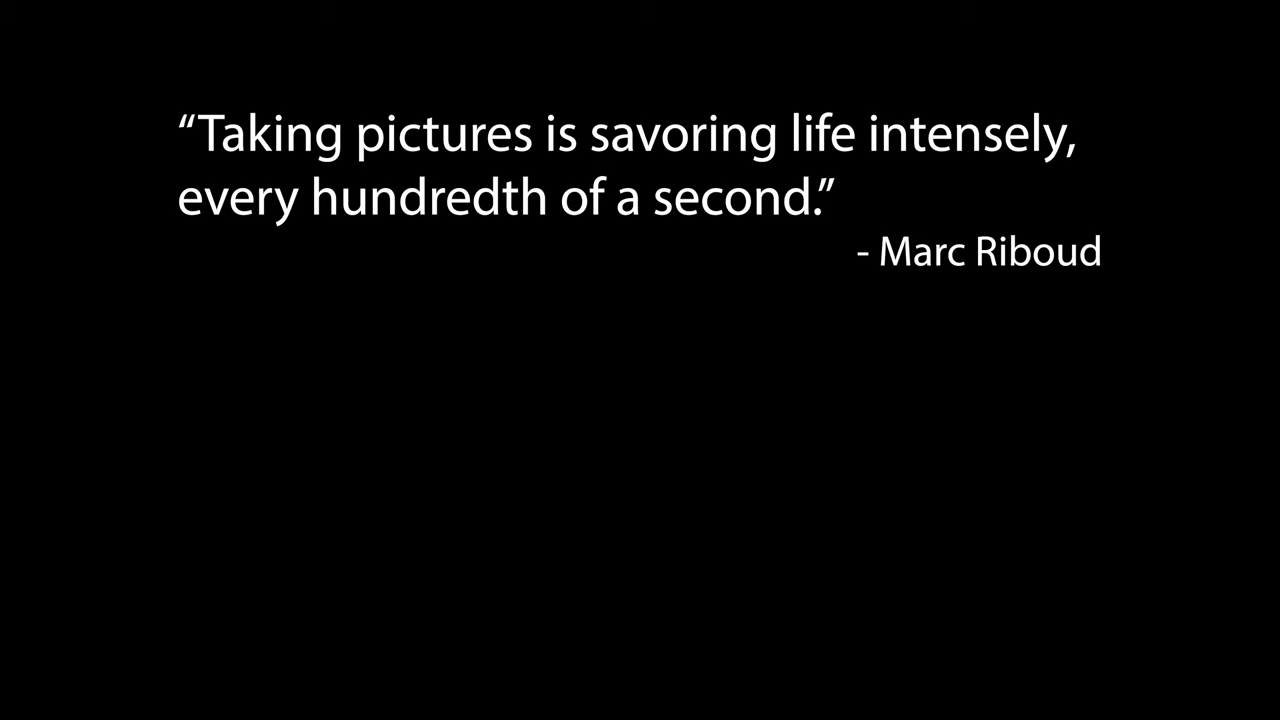 “Taking pictures is savoring life intensely,
every hundredth of a second.”
- Marc Riboud